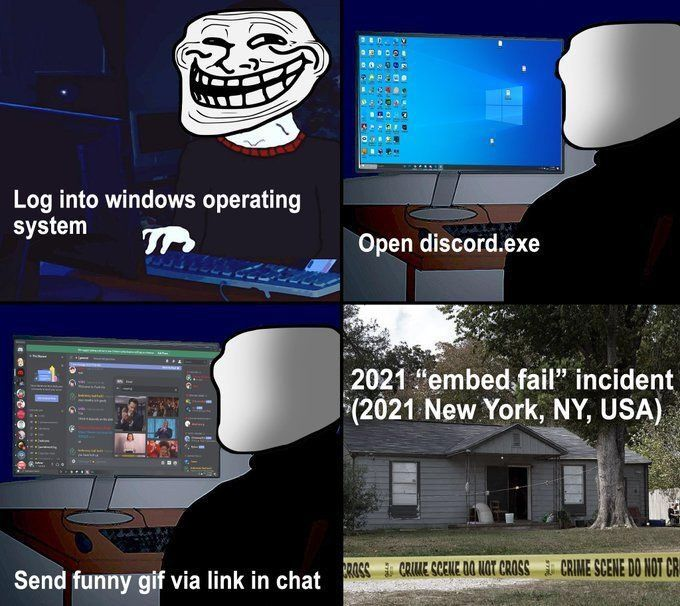 Log into windows operating
system
Open discord.exe
Send funny gif via link in chat
2021 “embed fail” incident
(2021 New York, NY, USA)
CROSS CRIME SCENE DO NOT CROSS CRIME SCENE DO NOT CR